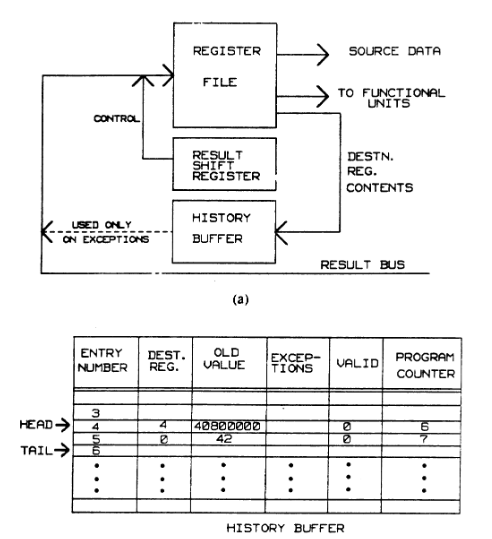 REGISTER
FILE
SOURCE DATA
TO FUNCTIONAL
UNITS
CONTROL
RESULT
SHIFT
REGISTER
DESTN.
REG.
CONTENTS
HISTORY
BUFFER
USED ONLY
ON EXCEPTIONS
RESULT BUS
(a)
ENTRY NUMBER DEST. REG. OLD VALUE EXCEP- TIONS VALID PROGRAM COUNTER
3
HEAD→ 4 4 40800000 0 6
5 0 42 0 7
TAIL→ 6
HISTORY BUFFER